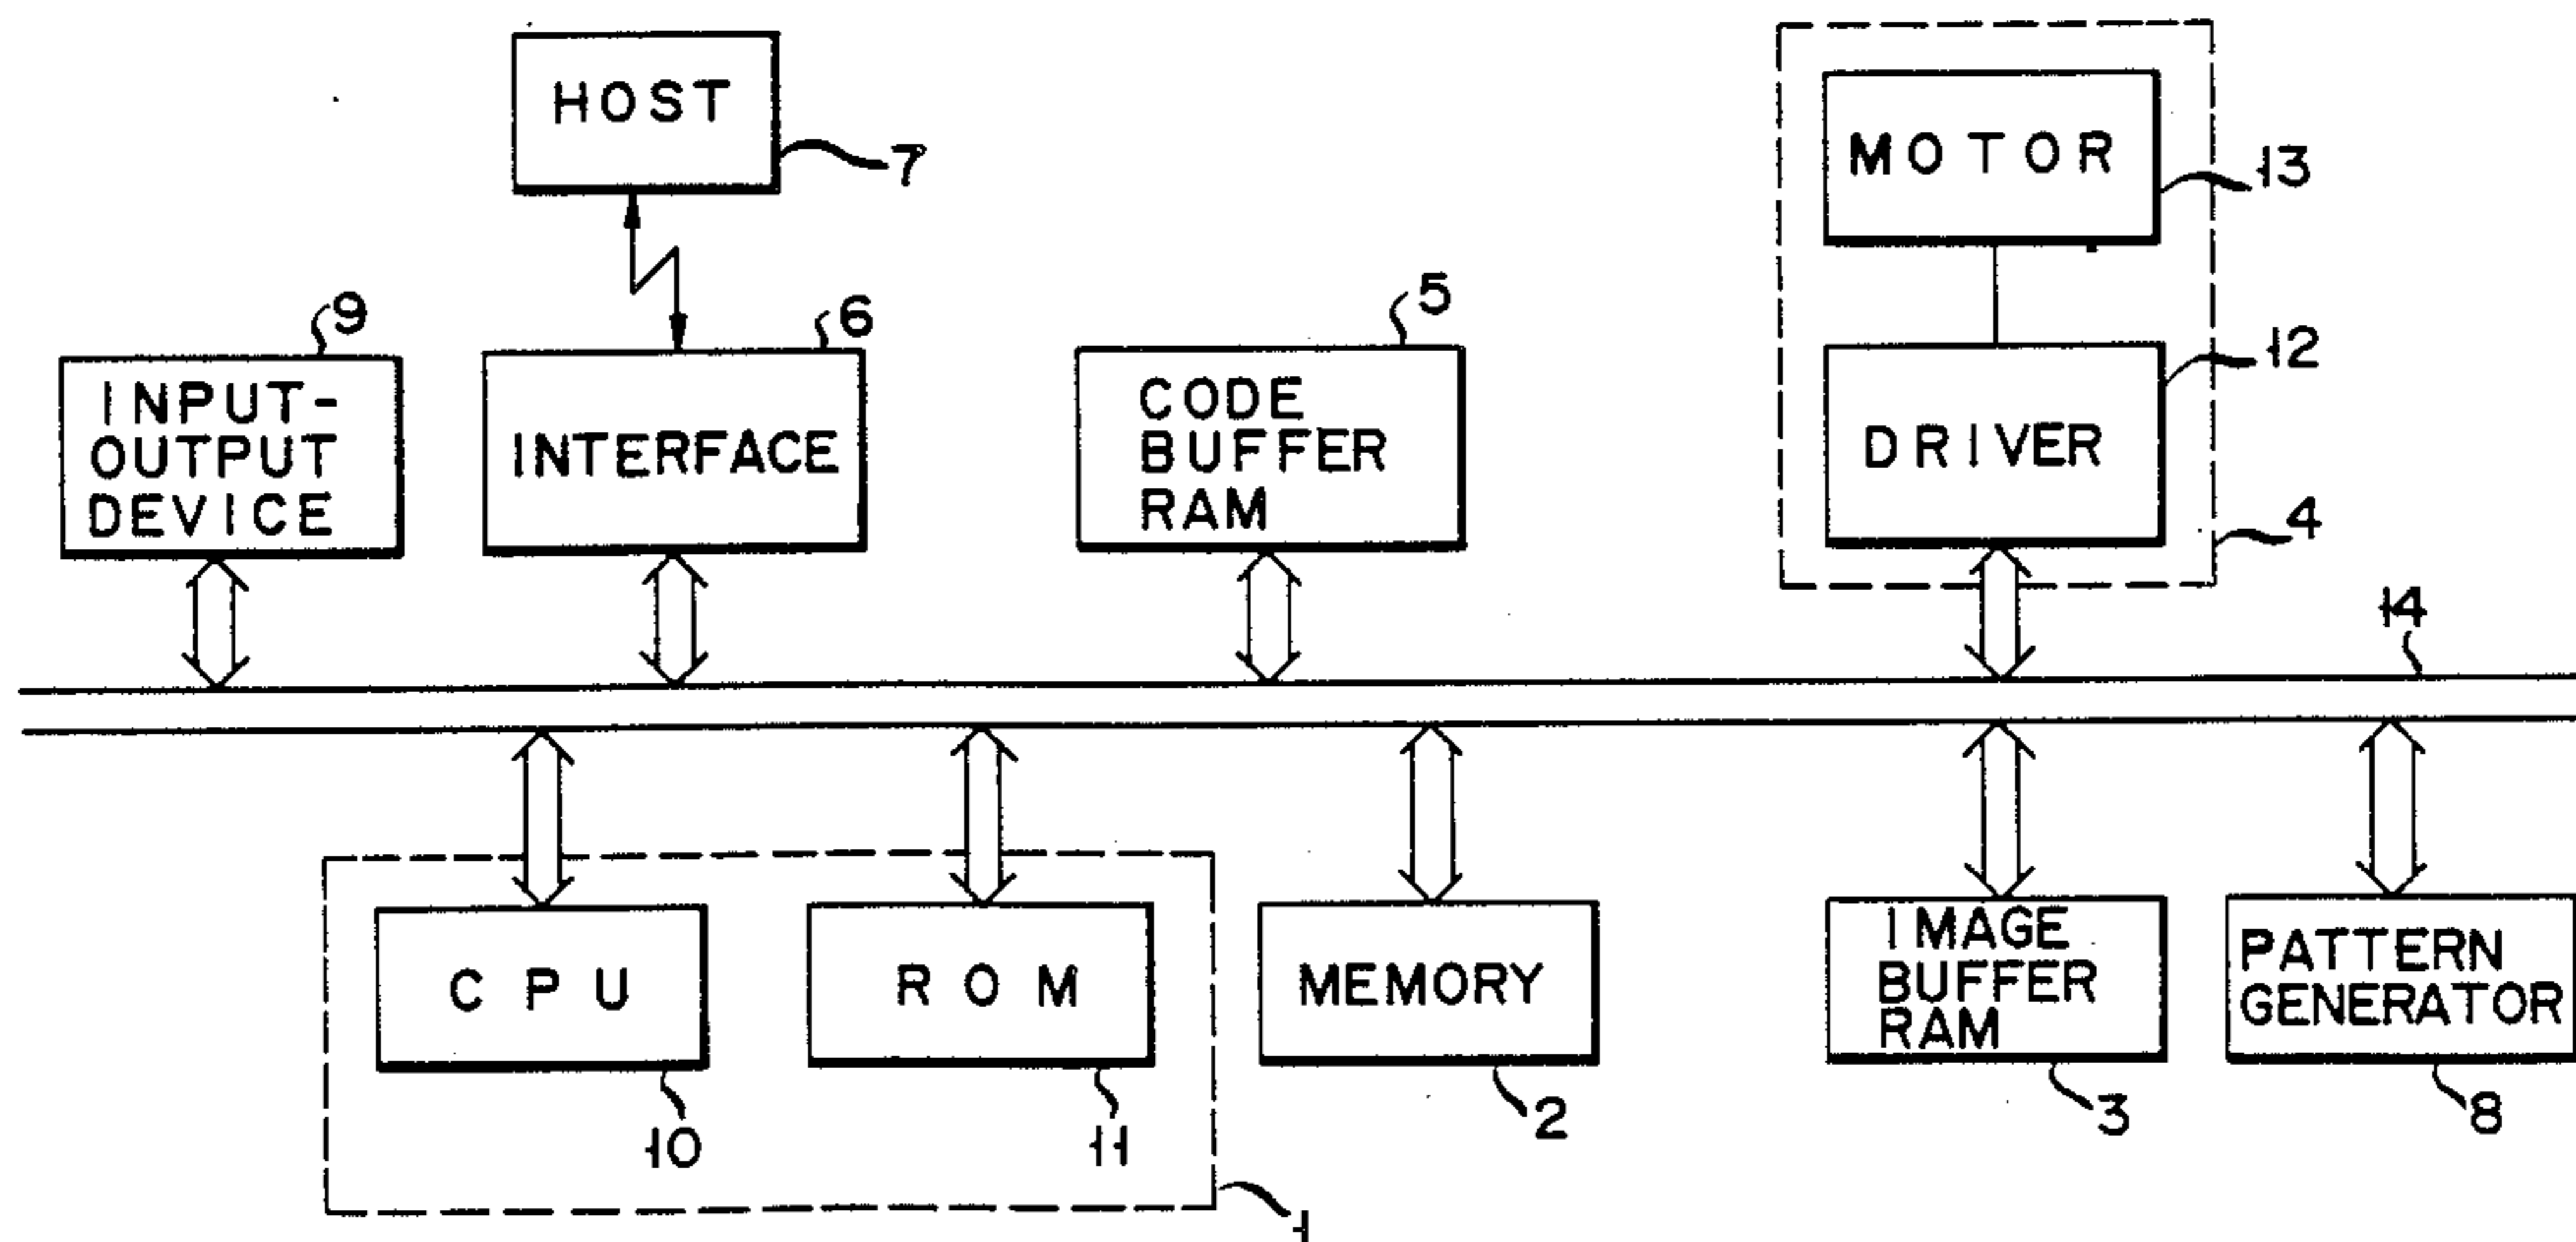 HOST
7
MOTOR
13
9
INPUT-
OUTPUT
DEVICE
6
INTERFACE
5
CODE
BUFFER
RAM
12
DRIVER
4
14
CPU
10
ROM
11
1
MEMORY
2
IMAGE
BUFFER
RAM
3
PATTERN
GENERATOR
8